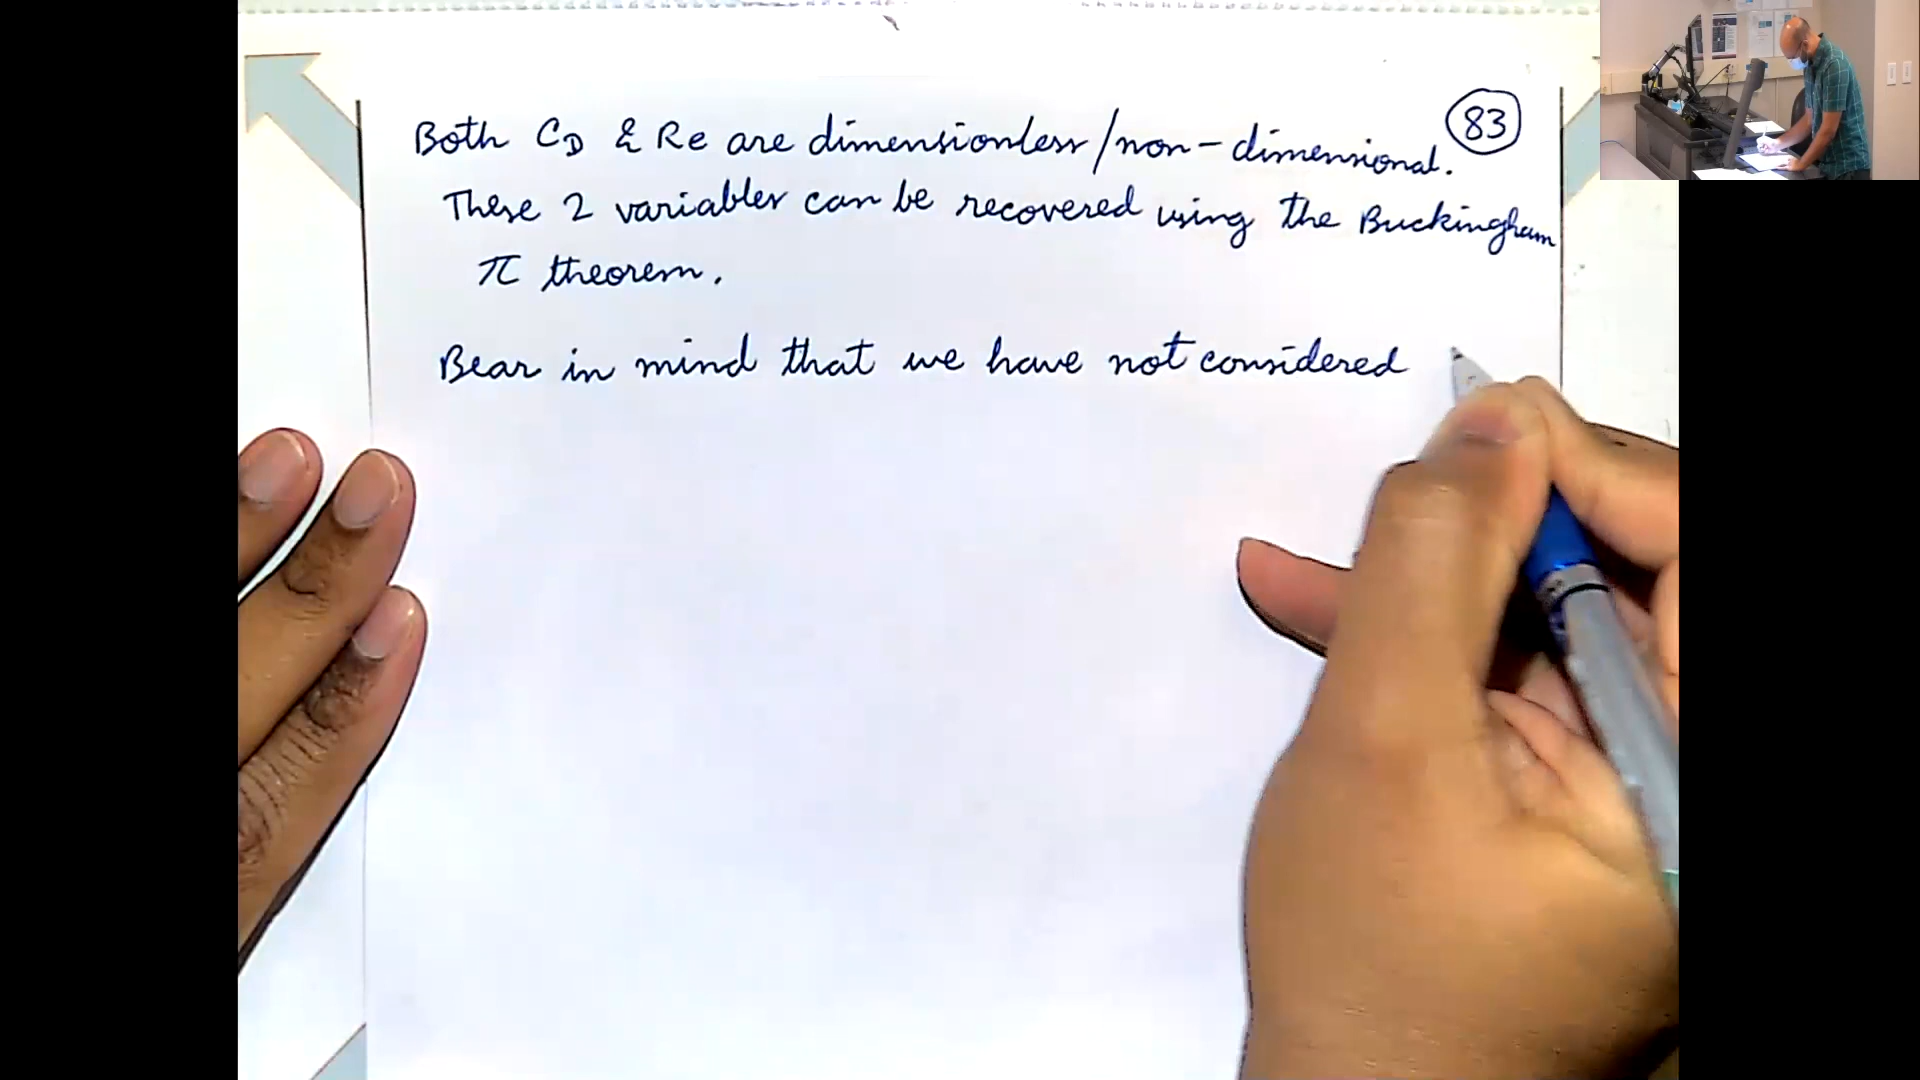 83
Both C_D & Re are dimensionless/non-dimensional.
These 2 variables can be recovered using the Buckingham
π theorem.
Bear in mind that we have not considered